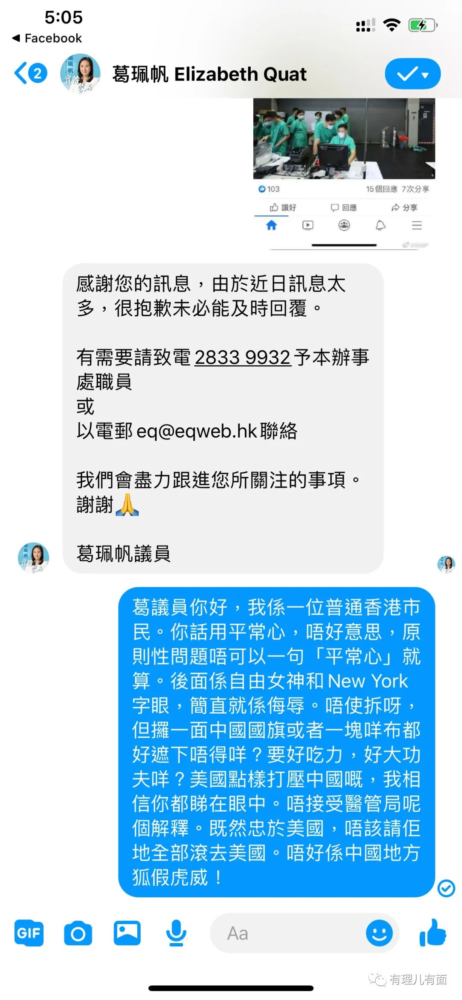 5:05
Facebook
2
葛珮帆 Elizabeth Quat
103
15個回應 7次分享
讚好
回應
分享
感謝您的訊息，由於近日訊息太
多，很抱歉未必能及時回覆。
有需要請致電 2833 9932 予本辦事
處職員
或
以電郵 eq@eqweb.hk 聯絡
我們會盡力跟進您所關注的事項。
謝謝🙏
葛珮帆議員
葛議員你好，我係一位普通香港市
民。你話用平常心，唔好意思，原
則性問題唔可以一句「平常心」就
算。後面係自由女神和 New York
字眼，簡直就係侮辱。唔使拆呀，
但攞一面中國國旗或者一塊咩布都
好遮下唔得咩？要好吃力，好大功
夫咩？美國點樣打壓中國嘅，我相
信你都睇在眼中。唔接受醫管局呢
個解釋。既然忠於美國，唔該請佢
地全部滾去美國。唔好係中國地方
狐假虎威！
GIF
Aa
有理儿有面